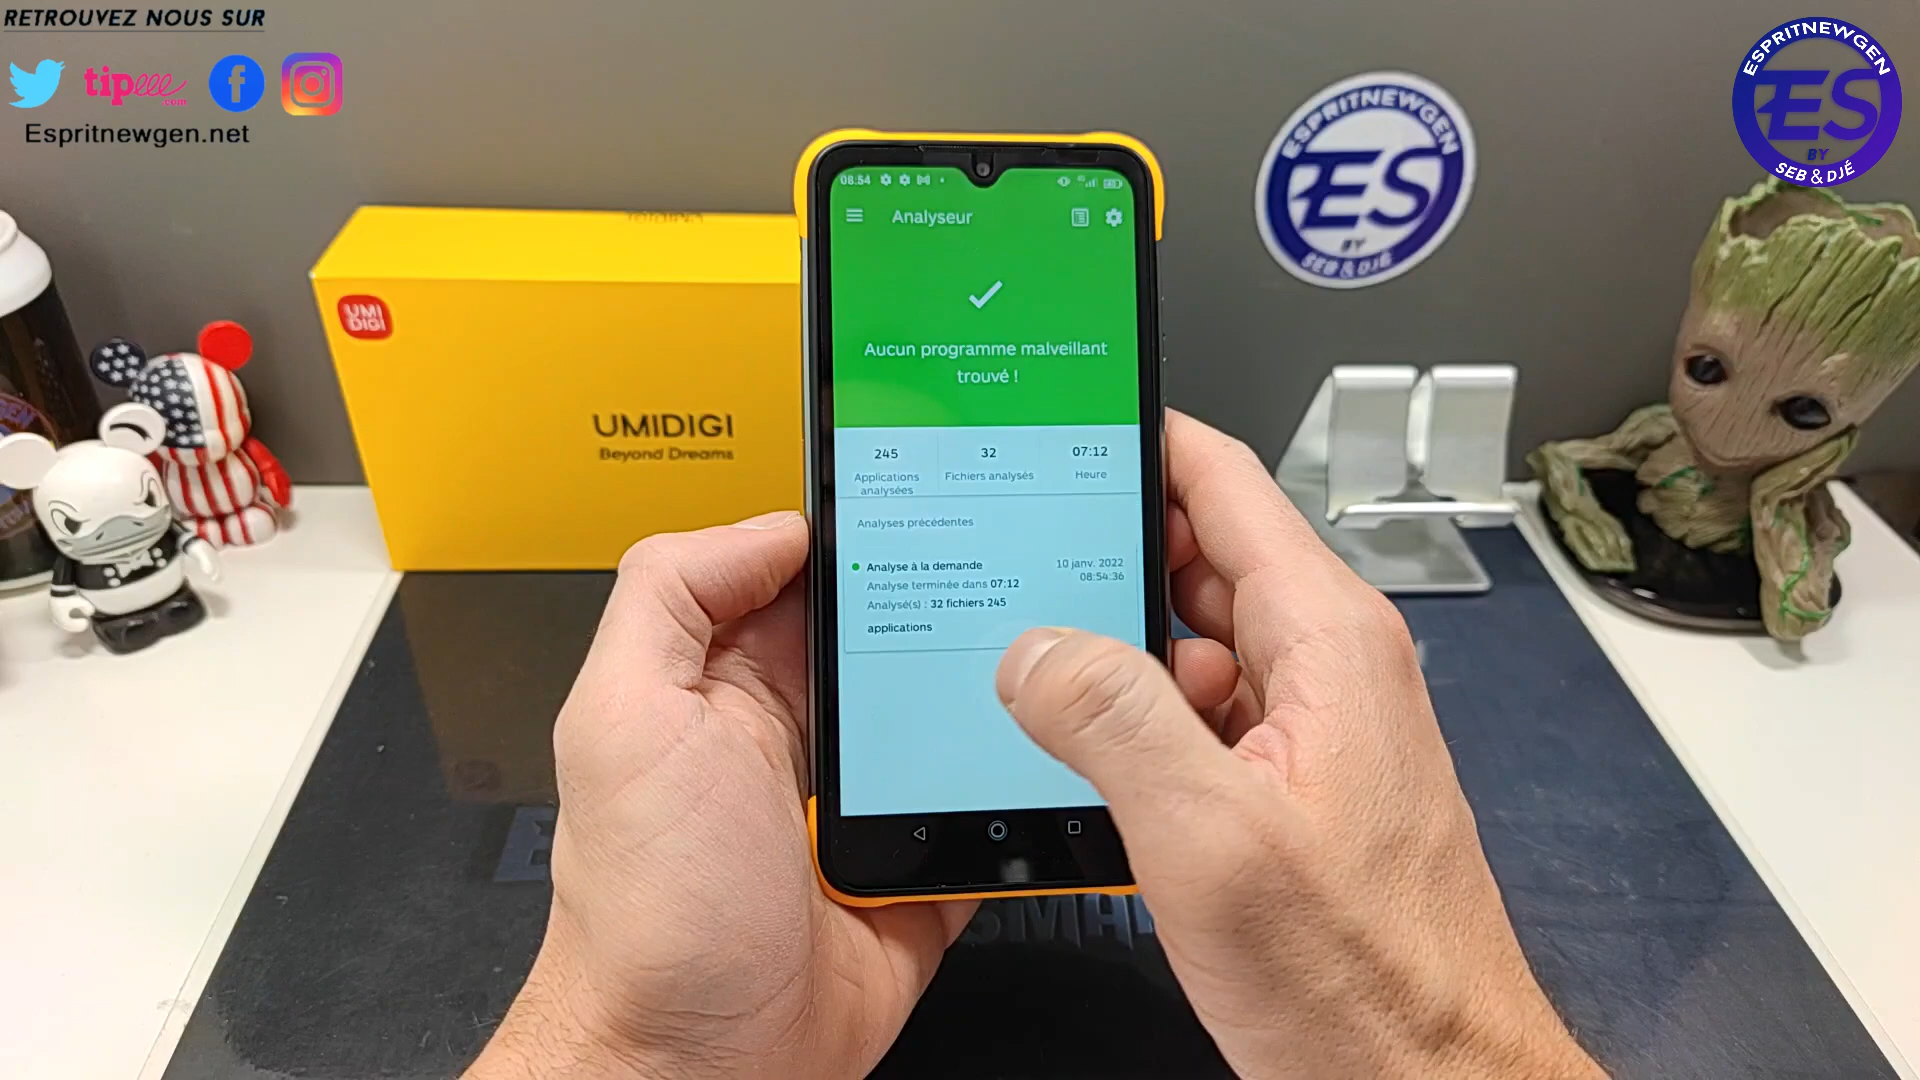 RETROUVEZ NOUS SUR
tipeee
.com
Espritnewgen.net
ESPRITNEWGEN
ES
BY
SEB & DJÉ
ESPRITNEWGEN
ES
BY
SEB & DJÉ
UMI
DIGI
UMIDIGI
Beyond Dreams
08:54
Analyseur
Aucun programme malveillant
trouvé !
245
32
07:12
Applications
analysées
Fichiers analysés
Heure
Analyses précédentes
Analyse à la demande
10 janv. 2022
Analyse terminée dans 07:12
08:54:36
Analysé(s) : 32 fichiers 245
applications